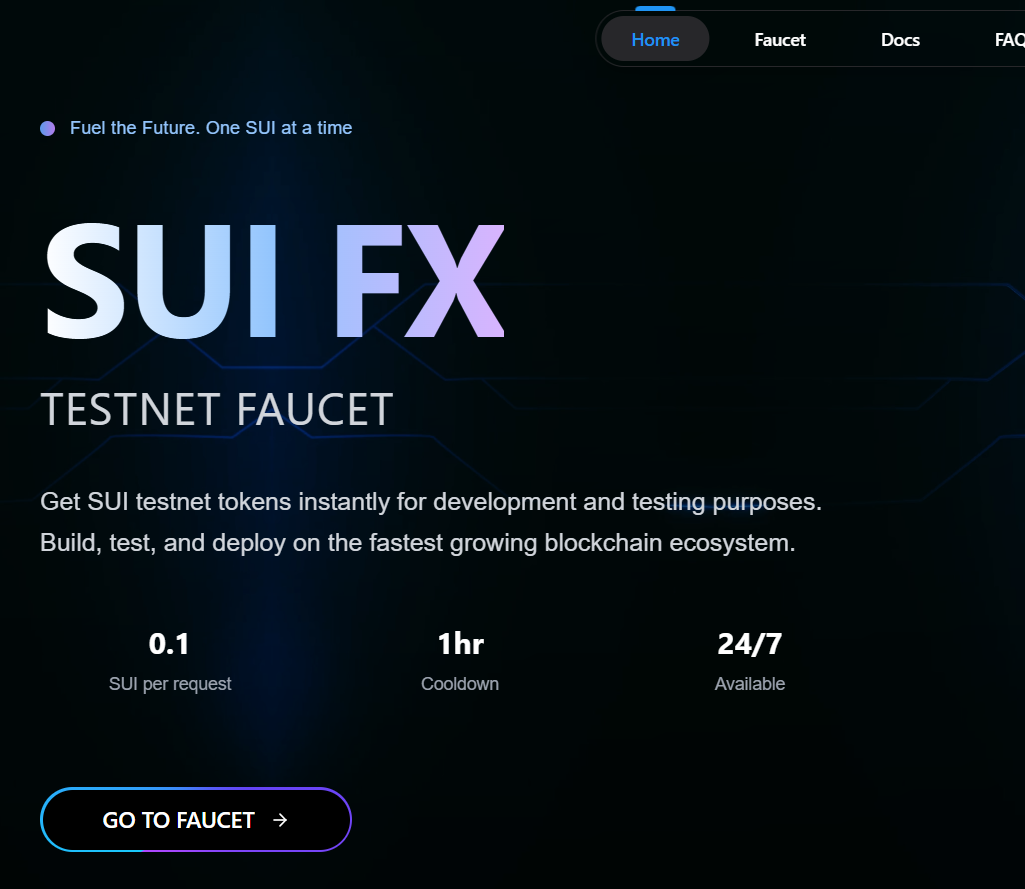 Home Faucet Docs FAQ
Fuel the Future. One SUI at a time
SUI FX
TESTNET FAUCET
Get SUI testnet tokens instantly for development and testing purposes.
Build, test, and deploy on the fastest growing blockchain ecosystem.
0.1 1hr 24/7
SUI per request Cooldown Available
GO TO FAUCET →